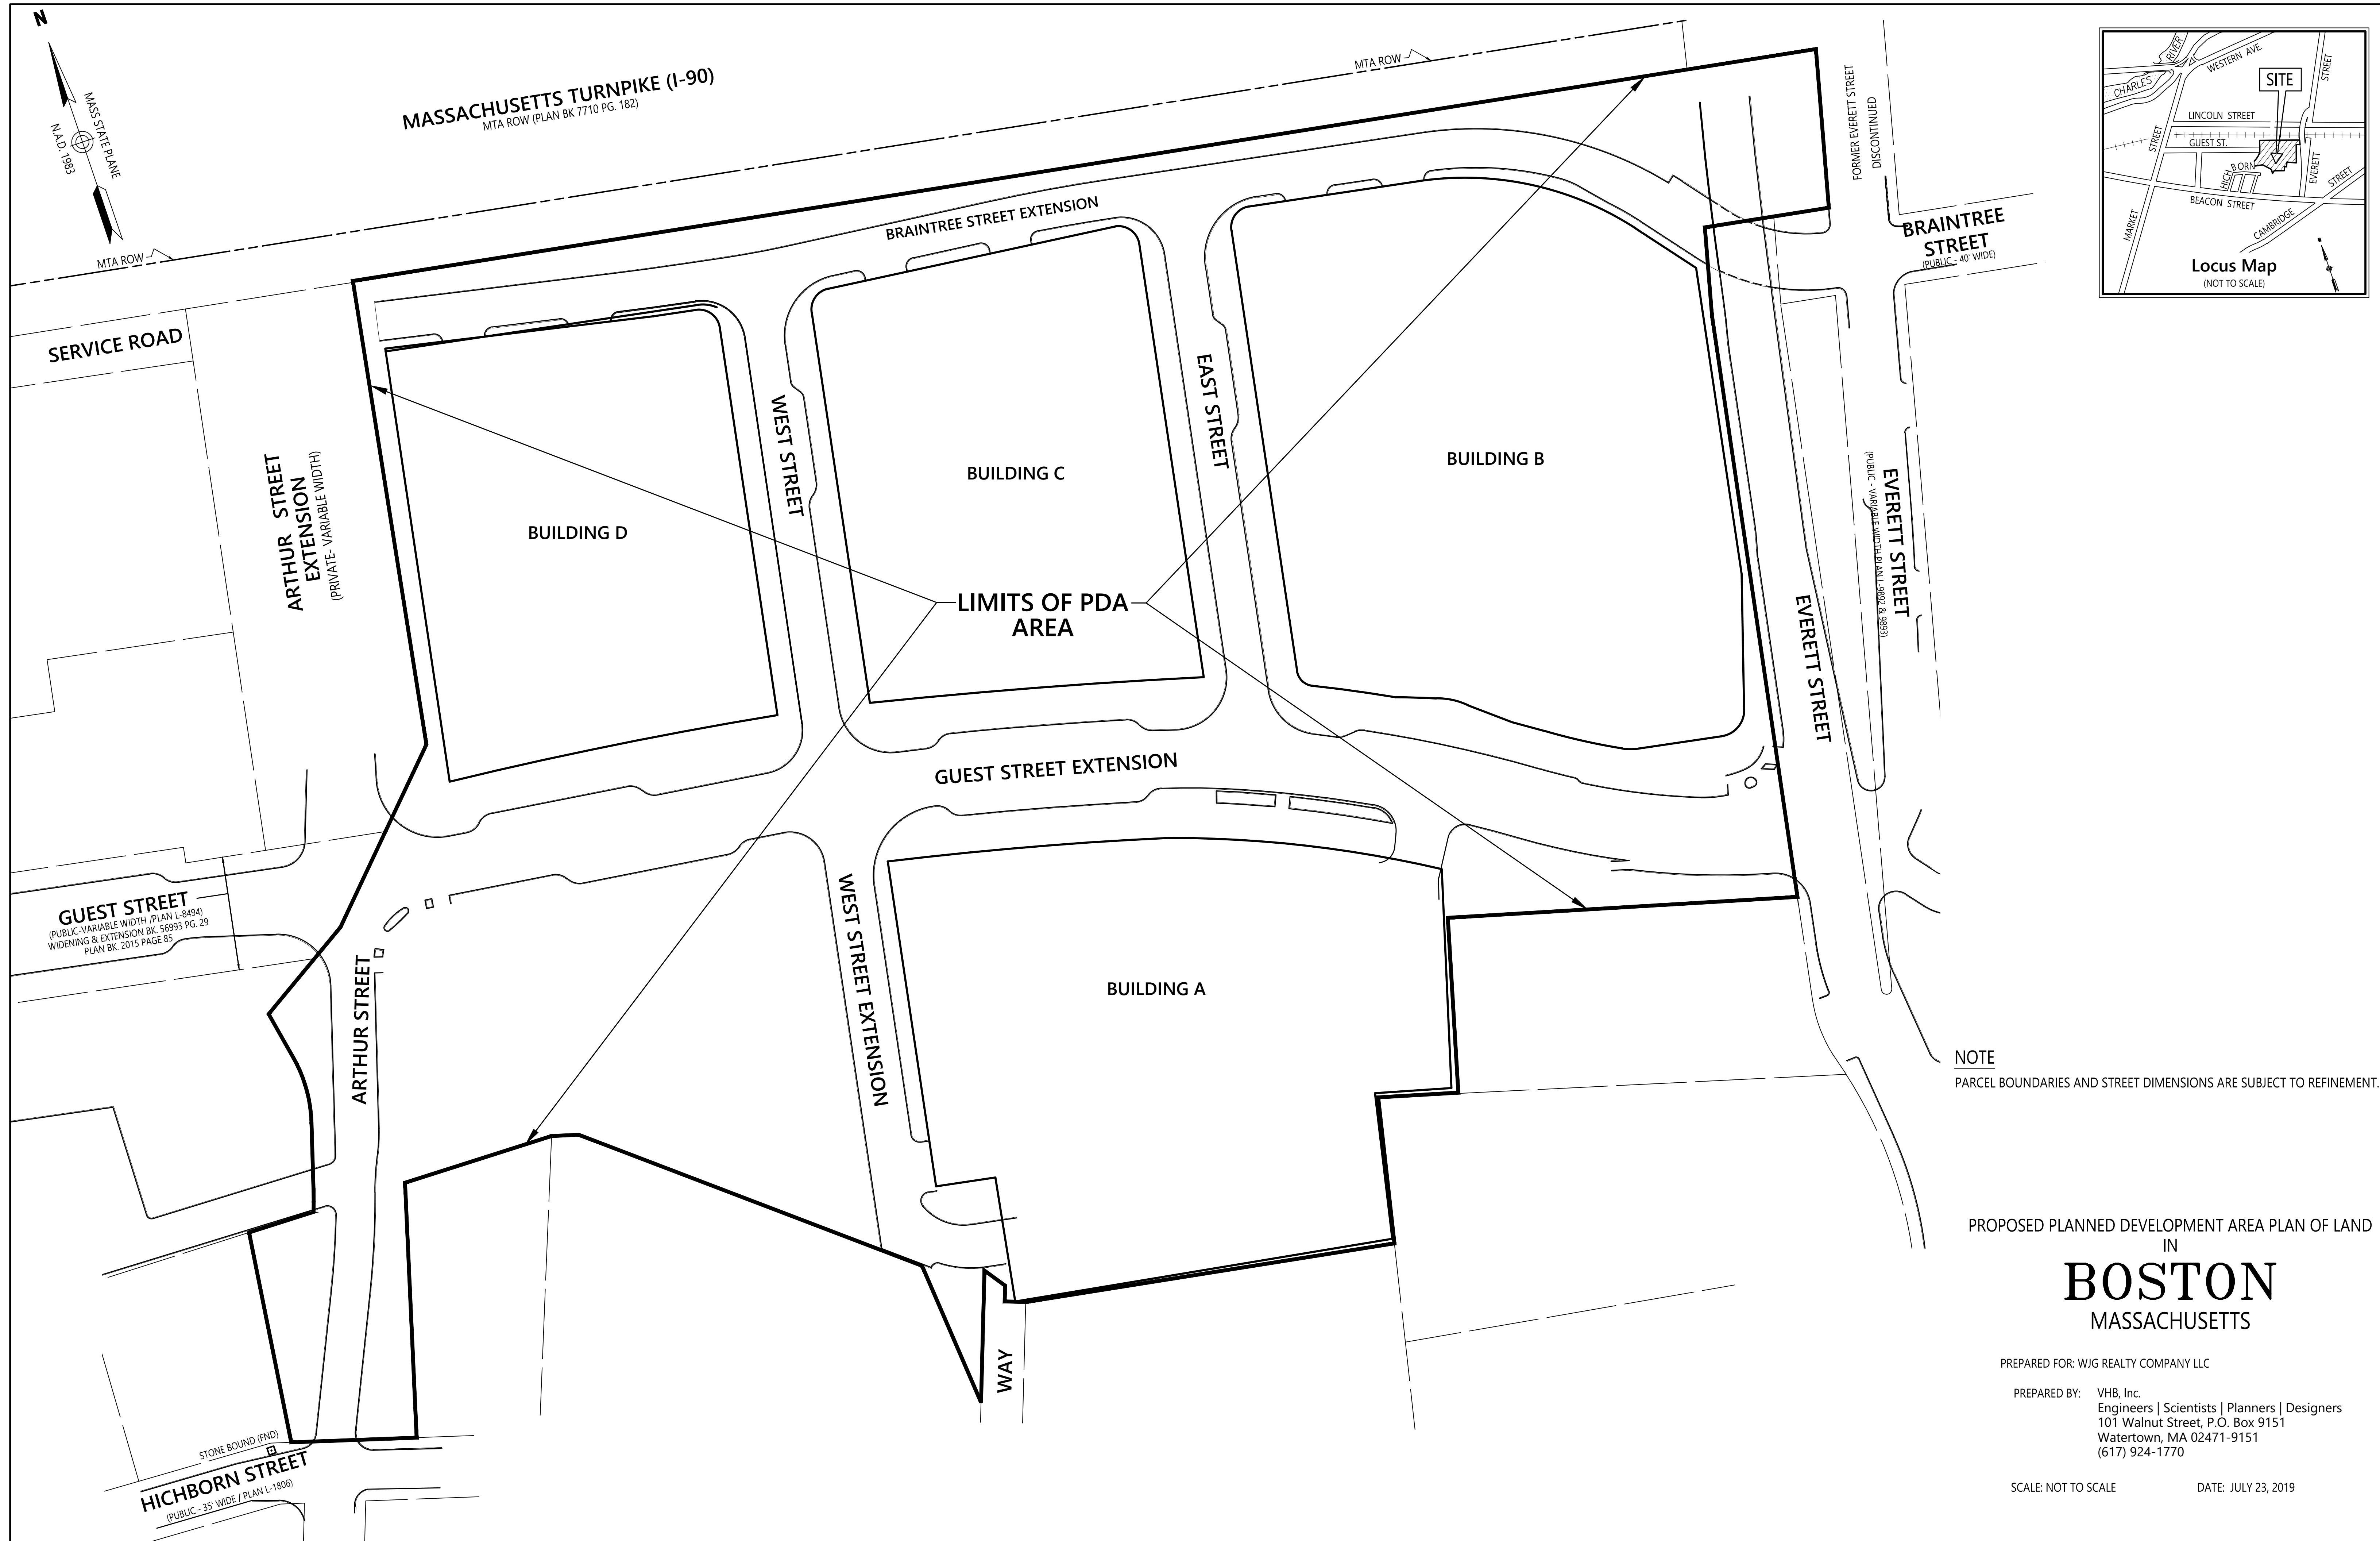 N
MASS STATE PLANE
N.A.D. 1983
MASSACHUSETTS TURNPIKE (I-90)
MTA ROW (PLAN BK 7710 PG. 182)
MTA ROW
MTA ROW
SERVICE ROAD
FORMER EVERETT STREET
DISCONTINUED
BRAINTREE STREET EXTENSION
BRAINTREE
STREET
(PUBLIC - 40' WIDE)
CHARLES
RIVER
WESTERN AVE.
STREET
SITE
LINCOLN STREET
GUEST ST.
STREET
HICHBORN
EVERETT
STREET
BEACON STREET
CAMBRIDGE
MARKET
Locus Map
(NOT TO SCALE)
ARTHUR STREET
EXTENSION
(PRIVATE- VARIABLE WIDTH)
WEST STREET
EAST STREET
BUILDING D
BUILDING C
BUILDING B
LIMITS OF PDA
AREA
EVERETT STREET
EVERETT STREET
(PUBLIC - VARIABLE WIDTH PLAN L-9892 & 9893)
GUEST STREET EXTENSION
GUEST STREET
(PUBLIC-VARIABLE WIDTH /PLAN L-8494)
WIDENING & EXTENSION BK. 56993 PG. 29
PLAN BK. 2015 PAGE 85
ARTHUR STREET
WEST STREET EXTENSION
BUILDING A
WAY
STONE BOUND (FND)
HICHBORN STREET
(PUBLIC - 35' WIDE / PLAN L-1806)
NOTE
PARCEL BOUNDARIES AND STREET DIMENSIONS ARE SUBJECT TO REFINEMENT.
PROPOSED PLANNED DEVELOPMENT AREA PLAN OF LAND
IN
BOSTON
MASSACHUSETTS
PREPARED FOR: WJG REALTY COMPANY LLC
PREPARED BY: VHB, Inc.
Engineers | Scientists | Planners | Designers
101 Walnut Street, P.O. Box 9151
Watertown, MA 02471-9151
(617) 924-1770
SCALE: NOT TO SCALE DATE: JULY 23, 2019